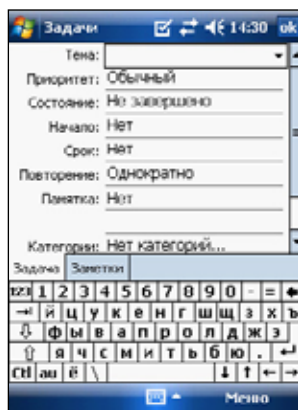 Задачи 14:30 ok
Тема:
Приоритет: Обычный
Состояние: Не завершено
Начало: Нет
Срок: Нет
Повторение: Однократно
Памятка: Нет
Категории: Нет категорий...
Задача Заметки
123 1 2 3 4 5 6 7 8 9 0 - =
й ц у к е н г ш щ з х ъ
ф ы в а п р о л д ж э
я ч с м и т ь б ю .
Ctl au ё \
Меню